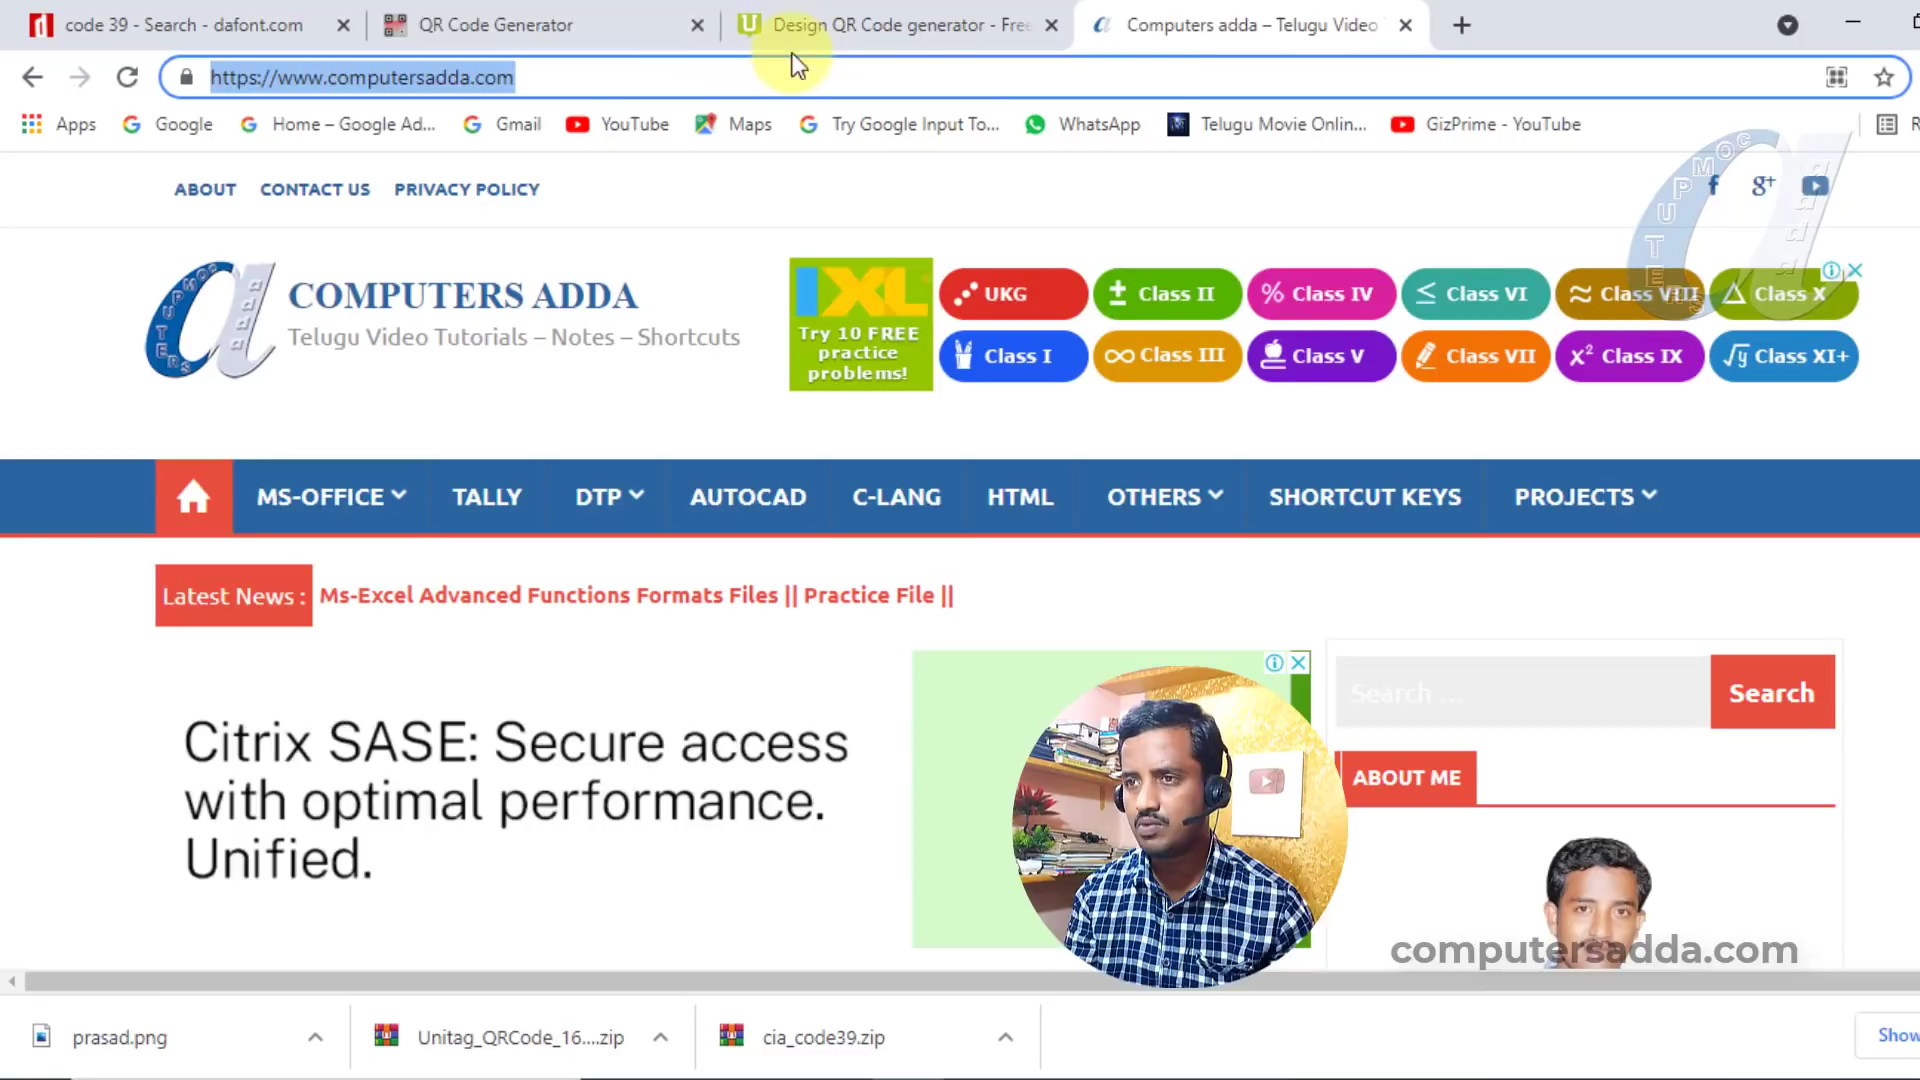 code 39 - Search - dafont.com
QR Code Generator
Design QR Code generator - Free
Computers adda – Telugu Video
https://www.computersadda.com
Apps
Google
Home – Google Ad...
Gmail
YouTube
Maps
Try Google Input To...
WhatsApp
Telugu Movie Onlin...
GizPrime - YouTube
R
ABOUT
CONTACT US
PRIVACY POLICY
COMPUTERS
adda
COMPUTERS ADDA
Telugu Video Tutorials – Notes – Shortcuts
IXL
Try 10 FREE
practice
problems!
UKG
± Class II
% Class IV
≤ Class VI
≈ Class VIII
△ Class X
Class I
∞ Class III
Class V
Class VII
x² Class IX
√y Class XI+
COMPUTERS
adda
MS-OFFICE
TALLY
DTP
AUTOCAD
C-LANG
HTML
OTHERS
SHORTCUT KEYS
PROJECTS
Latest News :
Ms-Excel Advanced Functions Formats Files || Practice File ||
Citrix SASE: Secure access
with optimal performance.
Unified.
Search ...
Search
ABOUT ME
computersadda.com
prasad.png
Unitag_QRCode_16....zip
cia_code39.zip
Show